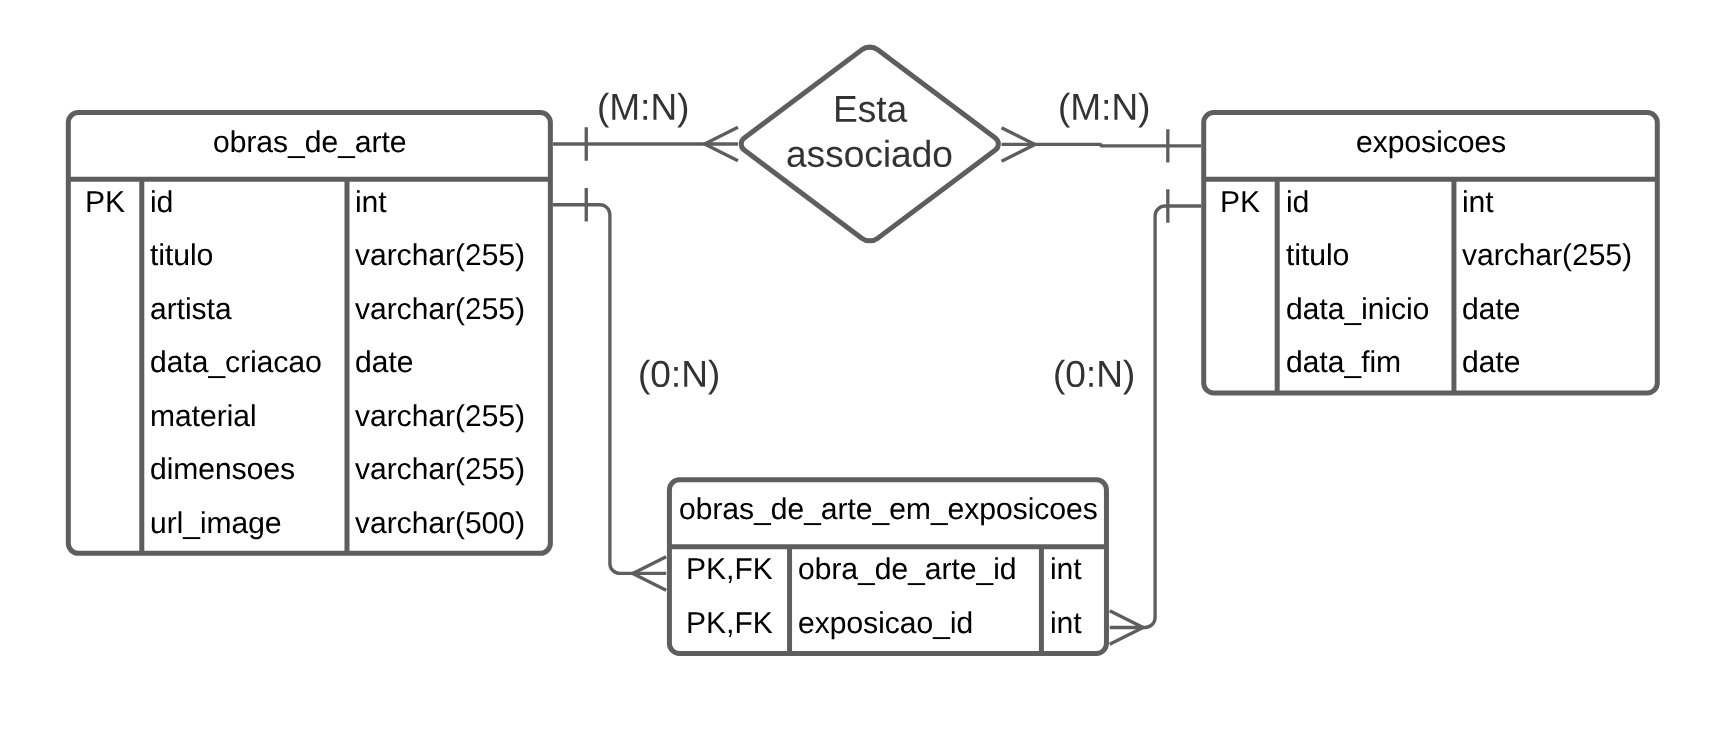 (M:N)
Esta
associado
(M:N)
obras_de_arte
PK id int
titulo varchar(255)
artista varchar(255)
data_criacao date
material varchar(255)
dimensoes varchar(255)
url_image varchar(500)
exposicoes
PK id int
titulo varchar(255)
data_inicio date
data_fim date
(0:N)
(0:N)
obras_de_arte_em_exposicoes
PK,FK obra_de_arte_id int
PK,FK exposicao_id int